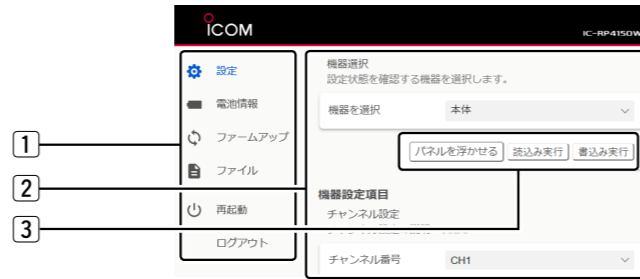 ICOM
IC-RP4150W
設定
電池情報
ファームアップ
ファイル
再起動
ログアウト
機器選択
設定状態を確認する機器を選択します。
機器を選択 本体
パネルを浮かせる 読込み実行 書込み実行
機器設定項目
チャンネル設定
チャンネル番号 CH1
1
2
3